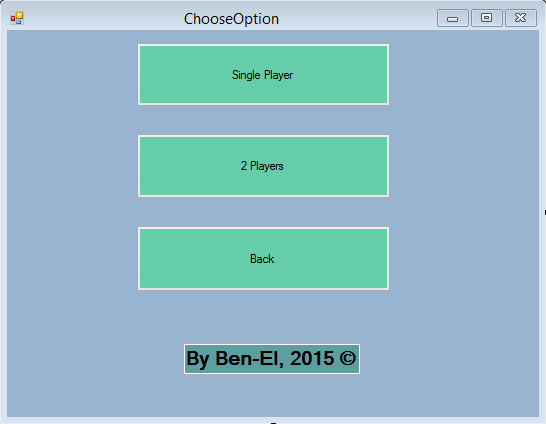 ChooseOption
Single Player
2 Players
Back
By Ben-El, 2015 ©